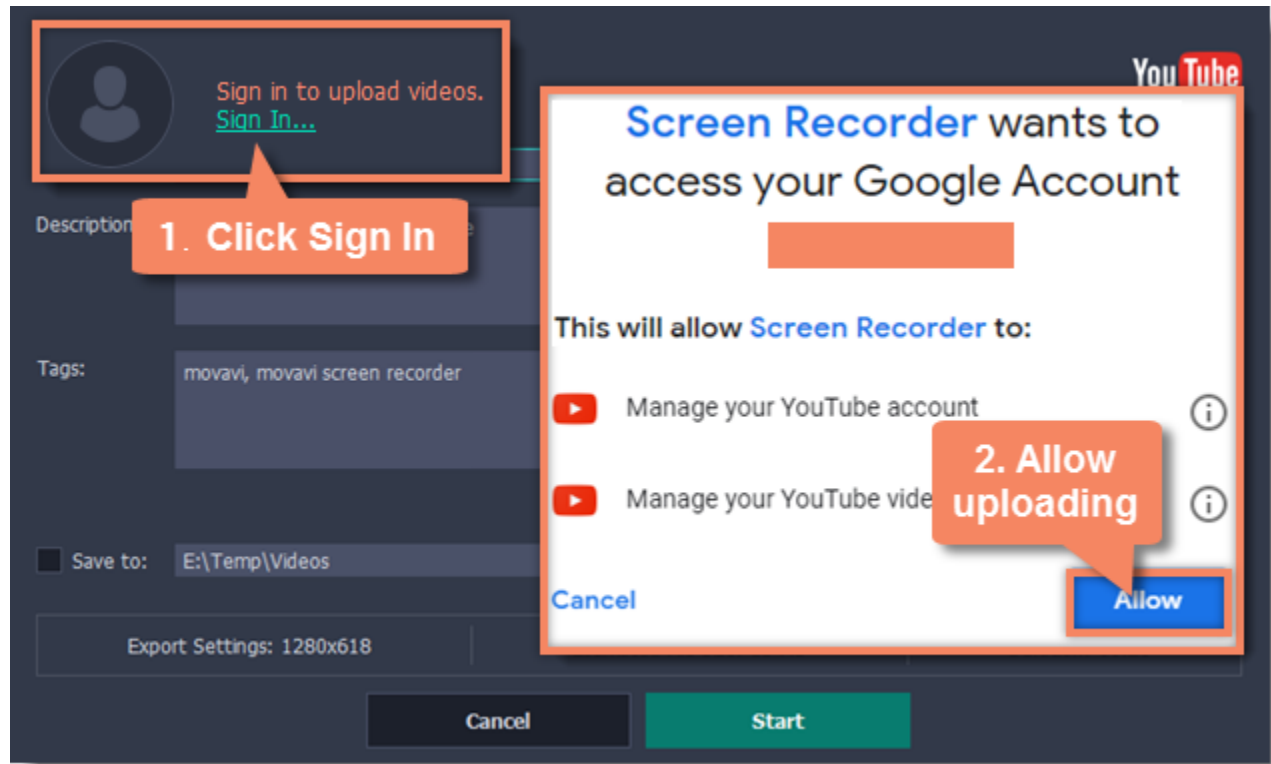 Sign in to upload videos.
Sign In...
You Tube
1. Click Sign In
Description
Tags:
movavi, movavi screen recorder
Save to:
E:\Temp\Videos
Export Settings: 1280x618
Cancel
Start
Screen Recorder wants to
access your Google Account
This will allow Screen Recorder to:
Manage your YouTube account
Manage your YouTube vide
2. Allow
uploading
Cancel
Allow